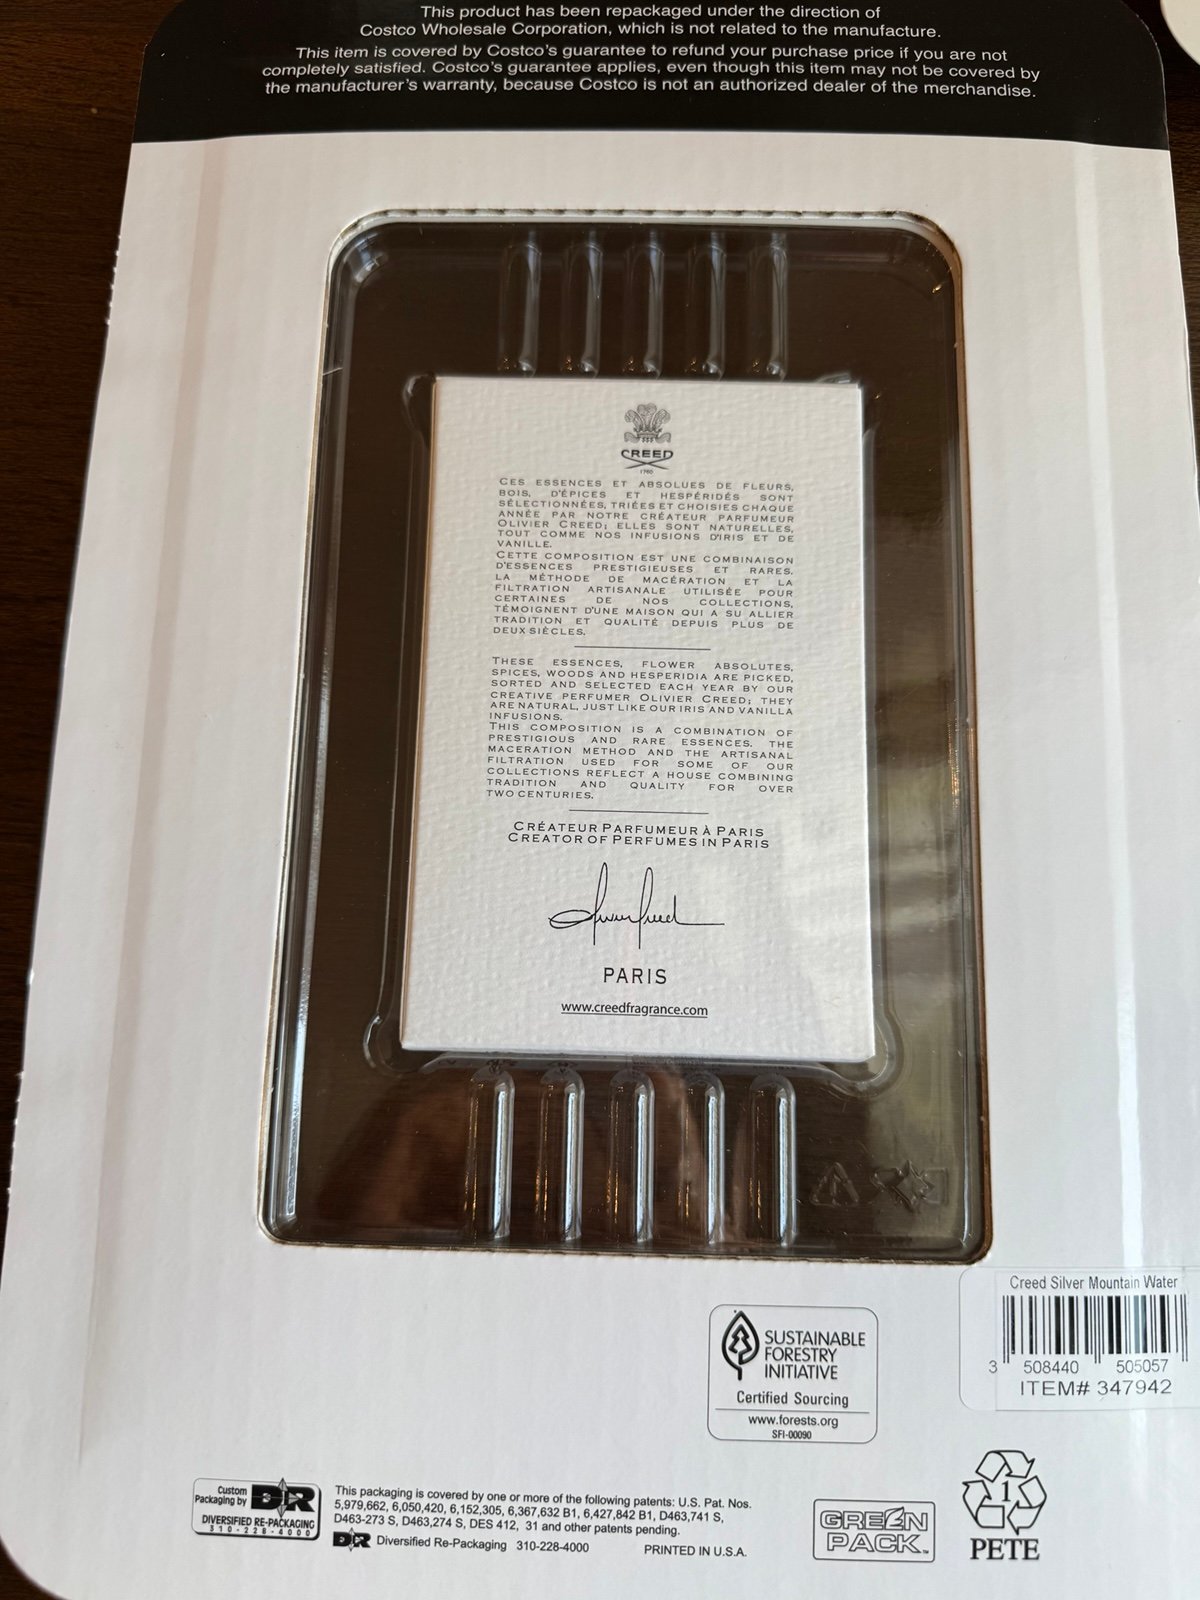 This product has been repackaged under the direction of
Costco Wholesale Corporation, which is not related to the manufacture.
This item is covered by Costco's guarantee to refund your purchase price if you are not
completely satisfied. Costco's guarantee applies, even though this item may not be covered by
the manufacturer's warranty, because Costco is not an authorized dealer of the merchandise.
CREED
1760
CES ESSENCES ET ABSOLUES DE FLEURS,
BOIS, D'ÉPICES ET HESPÉRIDÉS SONT
SÉLECTIONNÉES, TRIÉES ET CHOISIES CHAQUE
ANNÉE PAR NOTRE CRÉATEUR PARFUMEUR
OLIVIER CREED; ELLES SONT NATURELLES,
TOUT COMME NOS INFUSIONS D'IRIS ET DE
VANILLE.
CETTE COMPOSITION EST UNE COMBINAISON
D'ESSENCES PRESTIGIEUSES ET RARES.
LA MÉTHODE DE MACÉRATION ET LA
FILTRATION ARTISANALE UTILISÉE POUR
CERTAINES DE NOS COLLECTIONS,
TÉMOIGNENT D'UNE MAISON QUI A SU ALLIER
TRADITION ET QUALITÉ DEPUIS PLUS DE
DEUX SIÈCLES.
THESE ESSENCES, FLOWER ABSOLUTES,
SPICES, WOODS AND HESPERIDIA ARE PICKED,
SORTED AND SELECTED EACH YEAR BY OUR
CREATIVE PERFUMER OLIVIER CREED; THEY
ARE NATURAL, JUST LIKE OUR IRIS AND VANILLA
INFUSIONS.
THIS COMPOSITION IS A COMBINATION OF
PRESTIGIOUS AND RARE ESSENCES. THE
MACERATION METHOD AND THE ARTISANAL
FILTRATION USED FOR SOME OF OUR
COLLECTIONS REFLECT A HOUSE COMBINING
TRADITION AND QUALITY FOR OVER
TWO CENTURIES.
CRÉATEUR PARFUMEUR À PARIS
CREATOR OF PERFUMES IN PARIS
PARIS
www.creedfragrance.com
Creed Silver Mountain Water
3 508440 505057
ITEM# 347942
SUSTAINABLE
FORESTRY
INITIATIVE
Certified Sourcing
www.forests.org
SFI-00090
Custom
Packaging by
DR
DIVERSIFIED RE-PACKAGING
310-228-4000
This packaging is covered by one or more of the following patents: U.S. Pat. Nos.
5,979,662, 6,050,420, 6,152,305, 6,367,632 B1, 6,427,842 B1, D463,741 S,
D463-273 S, D463,274 S, DES 412, 31 and other patents pending.
DR Diversified Re-Packaging 310-228-4000 PRINTED IN U.S.A.
GREEN
PACK™
1
PETE